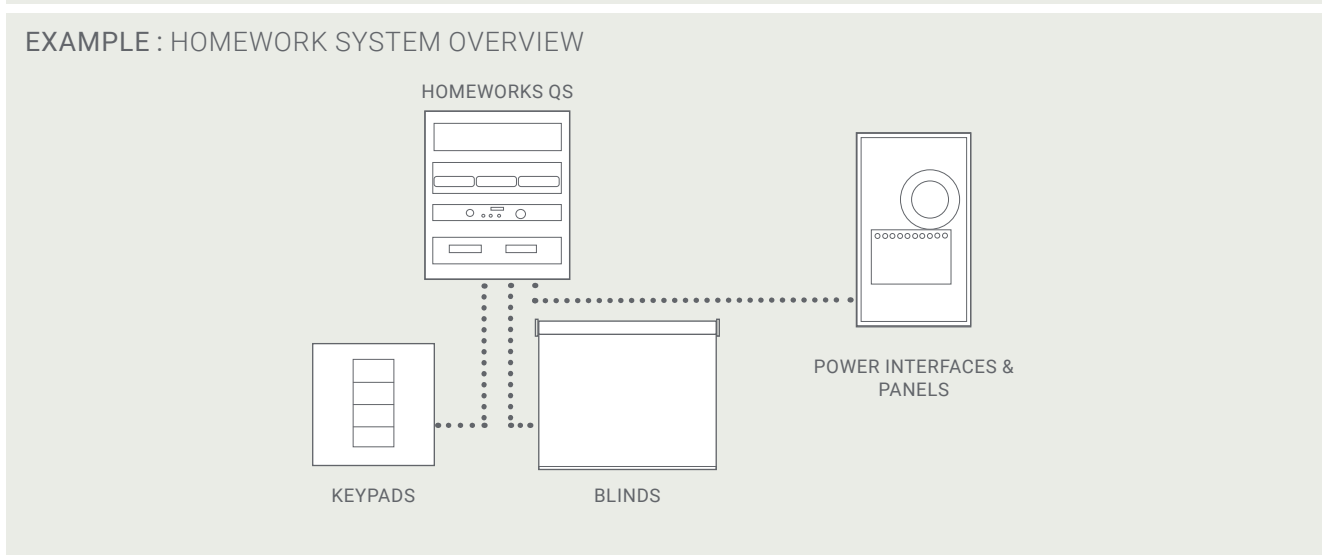 EXAMPLE : HOMEWORK SYSTEM OVERVIEW
HOMEWORKS QS
POWER INTERFACES &
PANELS
KEYPADS
BLINDS